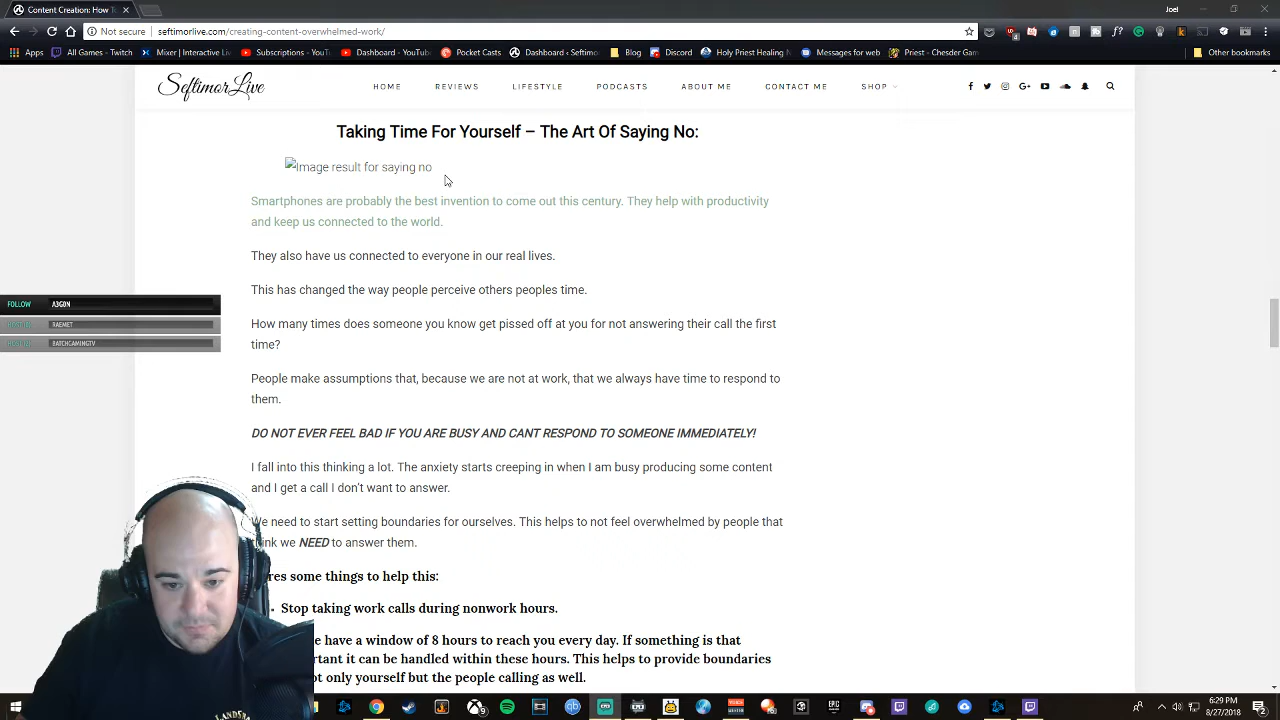 Content Creation: How T
Joel
Not secure | seftimorlive.com/creating-content-overwhelmed-work/
Apps All Games - Twitch Mixer | Interactive Li Subscriptions - YouTu Dashboard - YouTube Pocket Casts Dashboard ‹ Seftimo Blog Discord Holy Priest Healing N Messages for web Priest - Chesder Gam Other bookmarks
SeftimorLive HOME REVIEWS LIFESTYLE PODCASTS ABOUT ME CONTACT ME SHOP
Taking Time For Yourself – The Art Of Saying No:
Image result for saying no
Smartphones are probably the best invention to come out this century. They help with productivity
and keep us connected to the world.
They also have us connected to everyone in our real lives.
This has changed the way people perceive others peoples time.
FOLLOW A3G0N
RAEMET
BATCHGAMINGTV
How many times does someone you know get pissed off at you for not answering their call the first
time?
People make assumptions that, because we are not at work, that we always have time to respond to
them.
DO NOT EVER FEEL BAD IF YOU ARE BUSY AND CANT RESPOND TO SOMEONE IMMEDIATELY!
I fall into this thinking a lot. The anxiety starts creeping in when I am busy producing some content
and I get a call I don't want to answer.
We need to start setting boundaries for ourselves. This helps to not feel overwhelmed by people that
think we NEED to answer them.
res some things to help this:
Stop taking work calls during nonwork hours.
e have a window of 8 hours to reach you every day. If something is that
rtant it can be handled within these hours. This helps to provide boundaries
ot only yourself but the people calling as well.
6:29 PM
8/27/2018